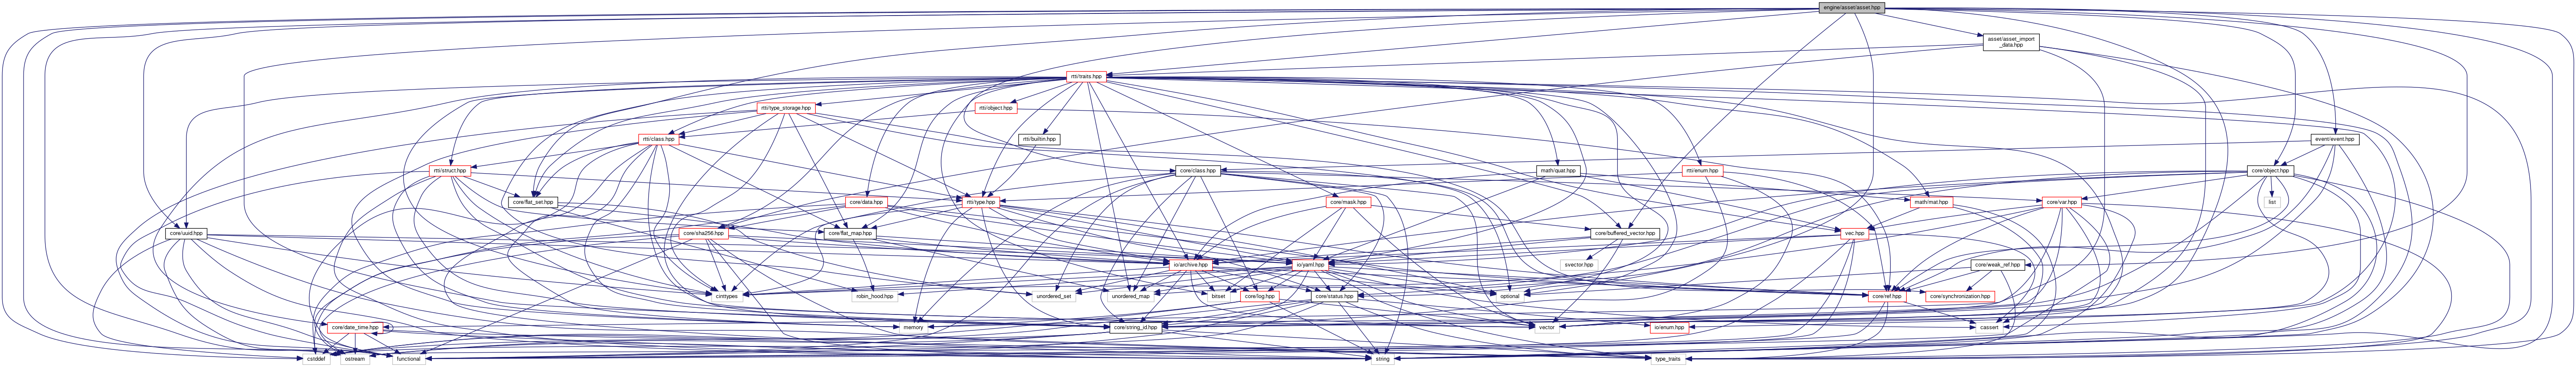 engine/asset/asset.hpp
asset/asset_import
_data.hpp
rtti/traits.hpp
rtti/type_storage.hpp
rtti/object.hpp
rtti/class.hpp
rtti/builtin.hpp
event/event.hpp
rtti/struct.hpp
core/class.hpp
math/quat.hpp
rtti/enum.hpp
core/object.hpp
core/flat_set.hpp
core/data.hpp
rtti/type.hpp
core/mask.hpp
math/mat.hpp
core/var.hpp
list
core/uuid.hpp
core/sha256.hpp
core/flat_map.hpp
core/buffered_vector.hpp
vec.hpp
io/archive.hpp
io/yaml.hpp
svector.hpp
core/weak_ref.hpp
cinttypes
robin_hood.hpp
unordered_set
unordered_map
bitset
core/log.hpp
core/status.hpp
optional
core/ref.hpp
core/synchronization.hpp
core/date_time.hpp
memory
core/string_id.hpp
vector
io/enum.hpp
cassert
cstddef
ostream
functional
string
type_traits